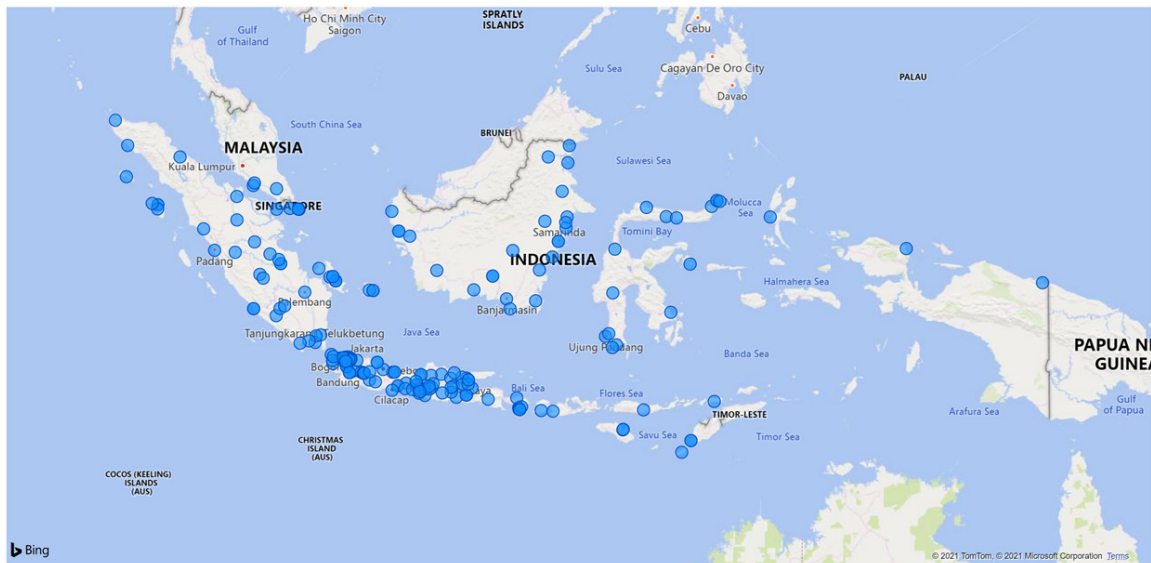 SPRATLY
ISLANDS
Ho Chi Minh City
Saigon
Gulf
of Thailand
Cebu
Sulu Sea
Cagayan De Oro City
Davao
PALAU
South China Sea
BRUNEI
MALAYSIA
Kuala Lumpur
Sulawesi Sea
SINGAPORE
Molucca
Sea
Samarinda
Tomini Bay
Padang
INDONESIA
Halmahera Sea
Palembang
Banjarmasin
Tanjungkarang Telukbetung
Java Sea
Jakarta
Ujung Pandang
PAPUA NE
GUINEA
Banda Sea
Bandung
Cilacap
Bali Sea
Flores Sea
Savu Sea
TIMOR-LESTE
Timor Sea
Arafura Sea
Gulf
of Papua
CHRISTMAS
ISLAND
(AUS)
COCOS (KEELING)
ISLANDS
(AUS)
Bing
© 2021 TomTom, © 2021 Microsoft Corporation Terms